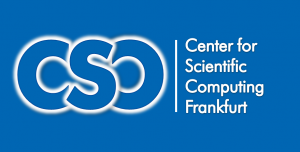 CSC
Center for
Scientific
Computing
Frankfurt